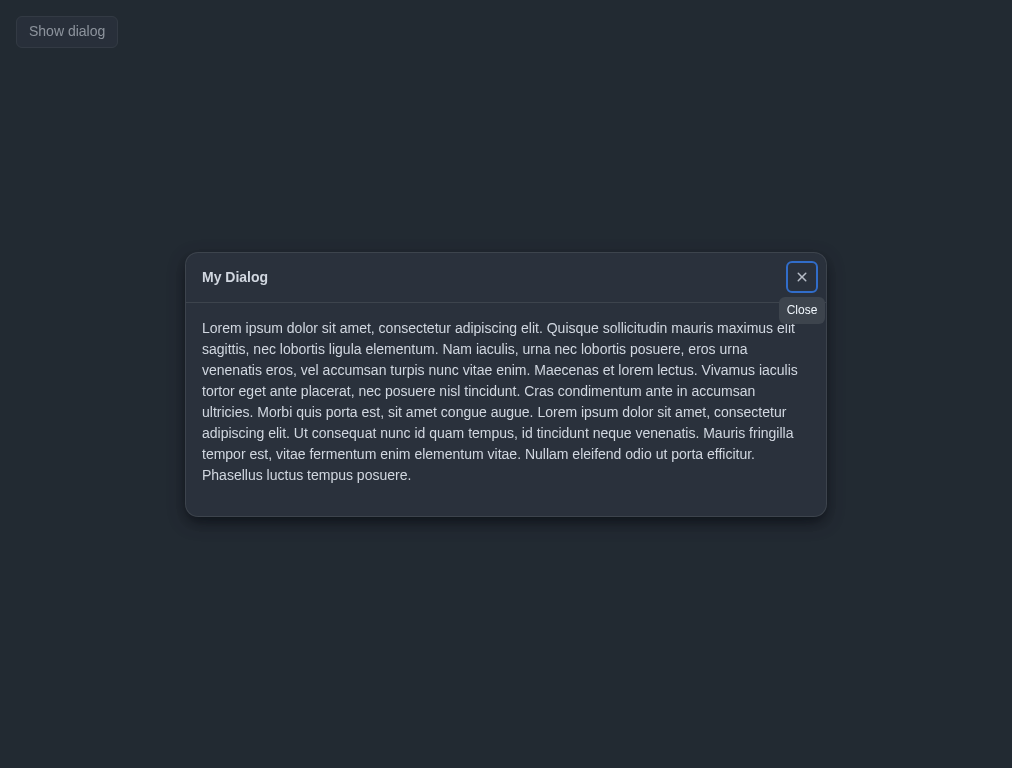 Show dialog
My Dialog
Close
Lorem ipsum dolor sit amet, consectetur adipiscing elit. Quisque sollicitudin mauris maximus elit
sagittis, nec lobortis ligula elementum. Nam iaculis, urna nec lobortis posuere, eros urna
venenatis eros, vel accumsan turpis nunc vitae enim. Maecenas et lorem lectus. Vivamus iaculis
tortor eget ante placerat, nec posuere nisl tincidunt. Cras condimentum ante in accumsan
ultricies. Morbi quis porta est, sit amet congue augue. Lorem ipsum dolor sit amet, consectetur
adipiscing elit. Ut consequat nunc id quam tempus, id tincidunt neque venenatis. Mauris fringilla
tempor est, vitae fermentum enim elementum vitae. Nullam eleifend odio ut porta efficitur.
Phasellus luctus tempus posuere.